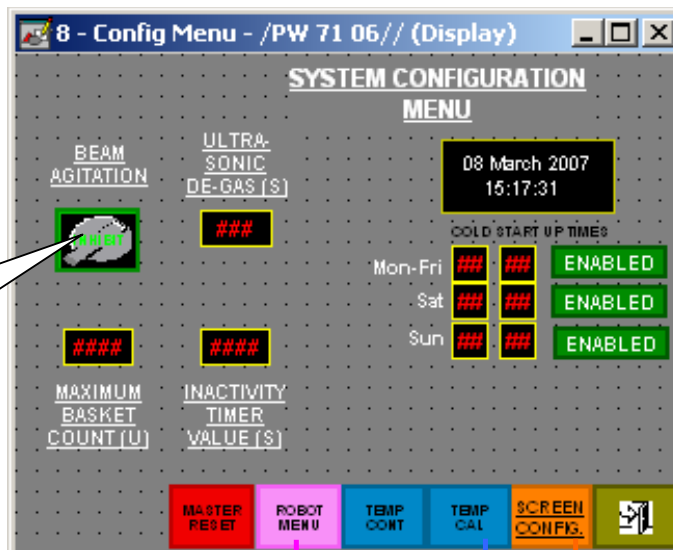 8 - Config Menu - /PW 71 06// (Display)
SYSTEM CONFIGURATION
MENU
BEAM
AGITATION
ULTRA-
SONIC
DE-GAS (S)
08 March 2007
15:17:31
INHIBIT
###
COLD START UP TIMES
Mon-Fri ## ## ENABLED
Sat ## ## ENABLED
Sun ## ## ENABLED
#### ####
MAXIMUM
BASKET
COUNT (U)
INACTIVITY
TIMER
VALUE (S)
MASTER
RESET
ROBOT
MENU
TEMP
CONT
TEMP
CAL
SCREEN
CONFIG.